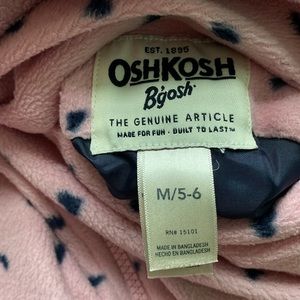 EST. 1895
OSHKOSH
B'gosh
THE GENUINE ARTICLE
MADE FOR FUN · BUILT TO LAST™
M/5-6
RN# 15101
MADE IN BANGLADESH
HECHO EN BANGLADESH